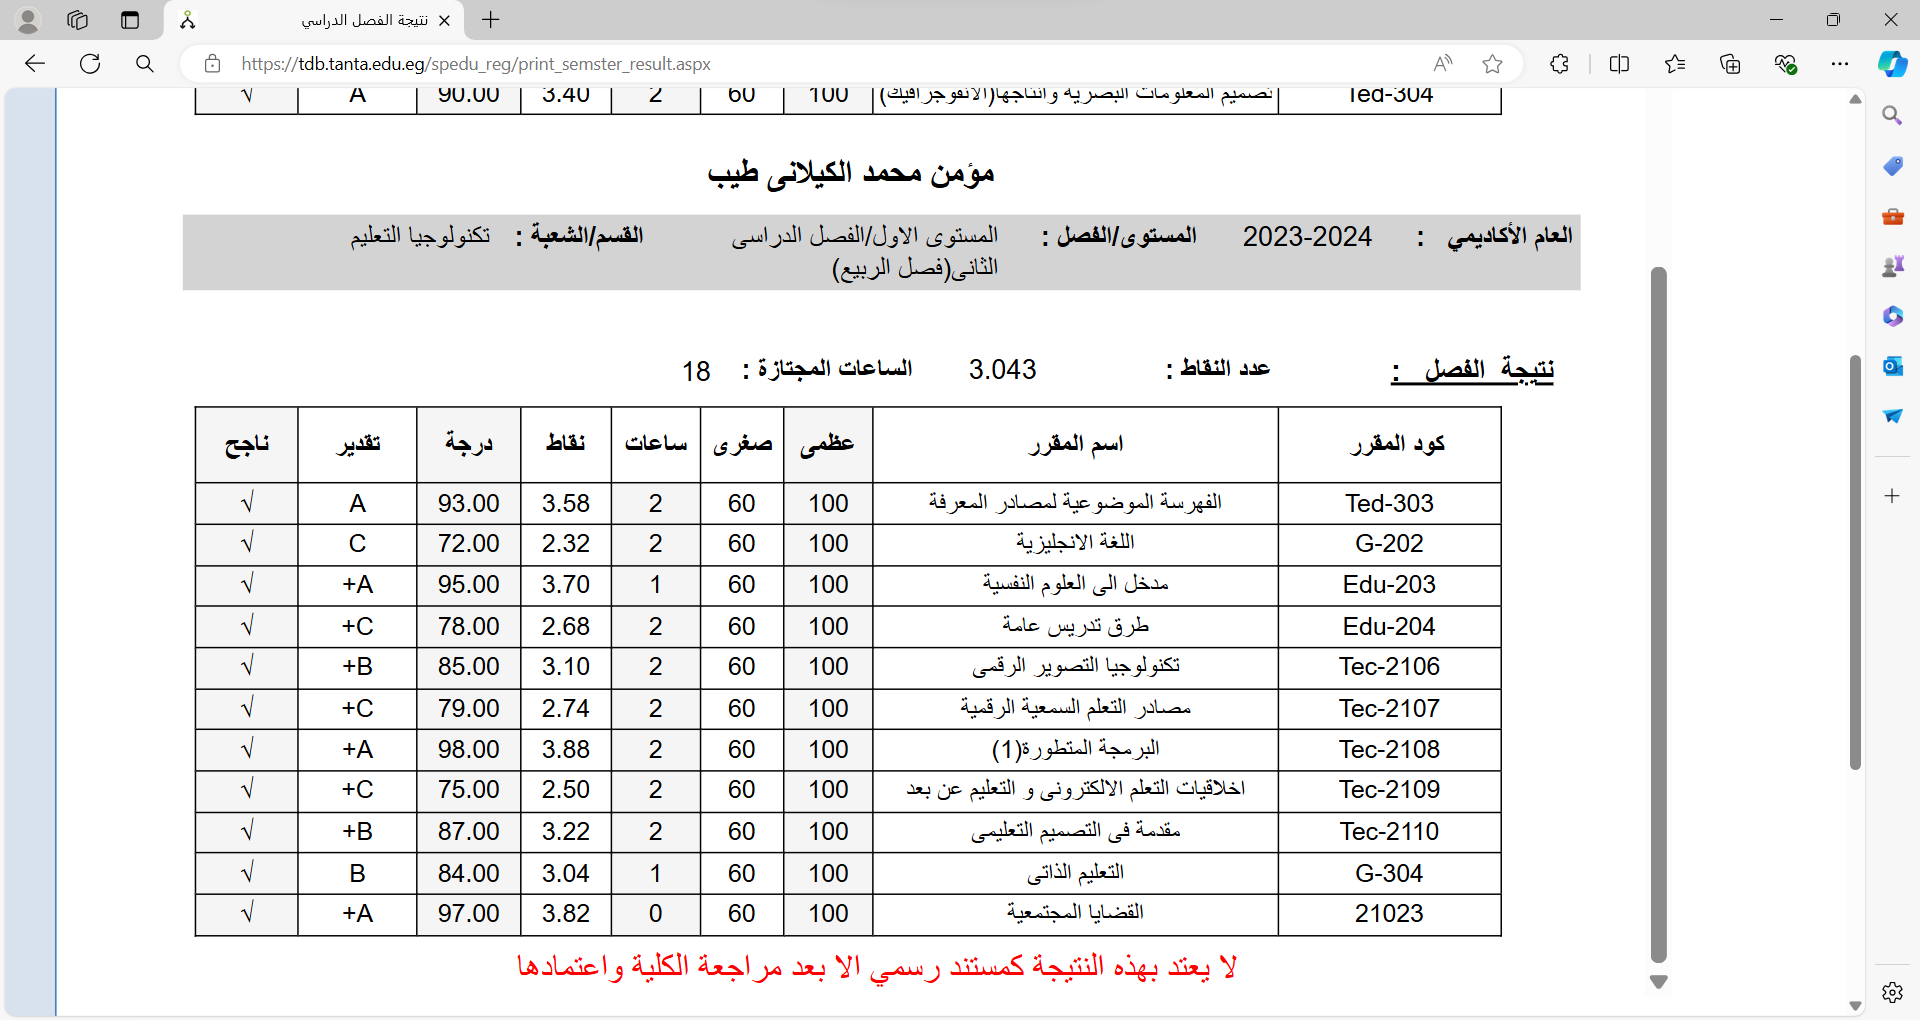 نتيجة الفصل الدراسي
https://tdb.tanta.edu.eg/spedu_reg/print_semster_result.aspx
Ted-304 تصميم المعلومات البصرية وانتاجها(الانفوجرافيك) 100 60 2 3.40 90.00 A √
مؤمن محمد الكيلانى طيب
العام الأكاديمي : 2023-2024 المستوى/الفصل : المستوى الاول/الفصل الدراسى القسم/الشعبة : تكنولوجيا التعليم
الثانى(فصل الربيع)
نتيجة الفصل : عدد النقاط : 3.043 الساعات المجتازة : 18
كود المقرر اسم المقرر عظمى صغرى ساعات نقاط درجة تقدير ناجح
Ted-303 الفهرسة الموضوعية لمصادر المعرفة 100 60 2 3.58 93.00 A √
G-202 اللغة الانجليزية 100 60 2 2.32 72.00 C √
Edu-203 مدخل الى العلوم النفسية 100 60 1 3.70 95.00 +A √
Edu-204 طرق تدريس عامة 100 60 2 2.68 78.00 +C √
Tec-2106 تكنولوجيا التصوير الرقمى 100 60 2 3.10 85.00 +B √
Tec-2107 مصادر التعلم السمعية الرقمية 100 60 2 2.74 79.00 +C √
Tec-2108 البرمجة المتطورة(1) 100 60 2 3.88 98.00 +A √
Tec-2109 اخلاقيات التعلم الالكترونى و التعليم عن بعد 100 60 2 2.50 75.00 +C √
Tec-2110 مقدمة فى التصميم التعليمى 100 60 2 3.22 87.00 +B √
G-304 التعليم الذاتى 100 60 1 3.04 84.00 B √
21023 القضايا المجتمعية 100 60 0 3.82 97.00 +A √
لا يعتد بهذه النتيجة كمستند رسمي الا بعد مراجعة الكلية واعتمادها